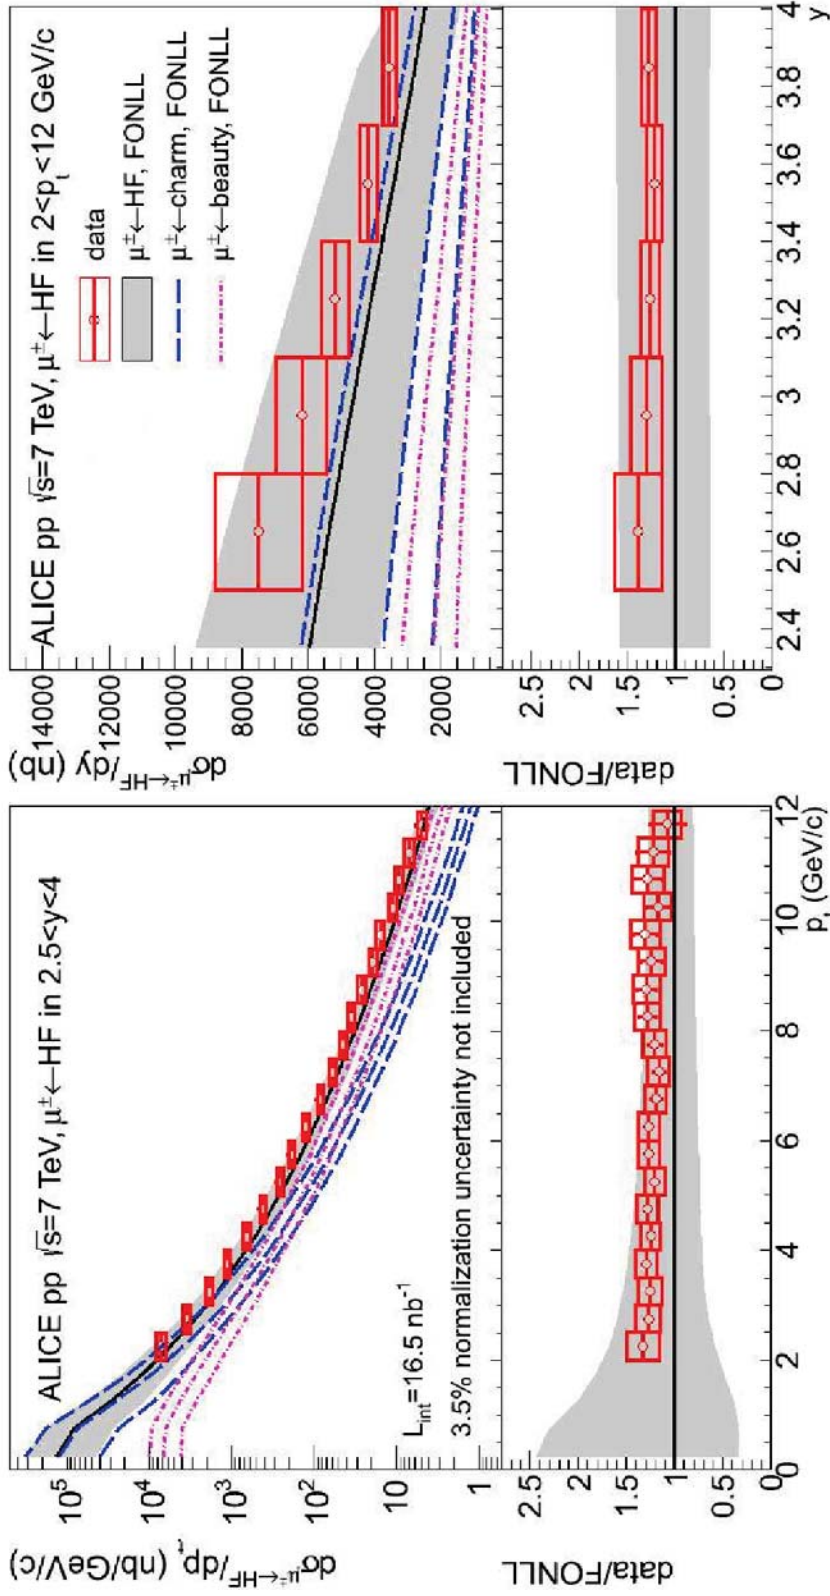 ALICE pp √s=7 TeV, μ±←HF in 2.5<y<4
dσ μ±←HF/dp t (nb/GeV/c)
10⁵
10⁴
10³
10²
10
1
L int=16.5 nb⁻¹
3.5% normalization uncertainty not included
data/FONLL
2.5
2
1.5
1
0.5
0
0 2 4 6 8 10 12
p t (GeV/c)
ALICE pp √s=7 TeV, μ±←HF in 2<p t<12 GeV/c
data
μ±←HF, FONLL
μ±←charm, FONLL
μ±←beauty, FONLL
dσ μ±←HF/dy (nb)
14000
12000
10000
8000
6000
4000
2000
data/FONLL
2.5
2
1.5
1
0.5
0
2.4 2.6 2.8 3 3.2 3.4 3.6 3.8 4
y